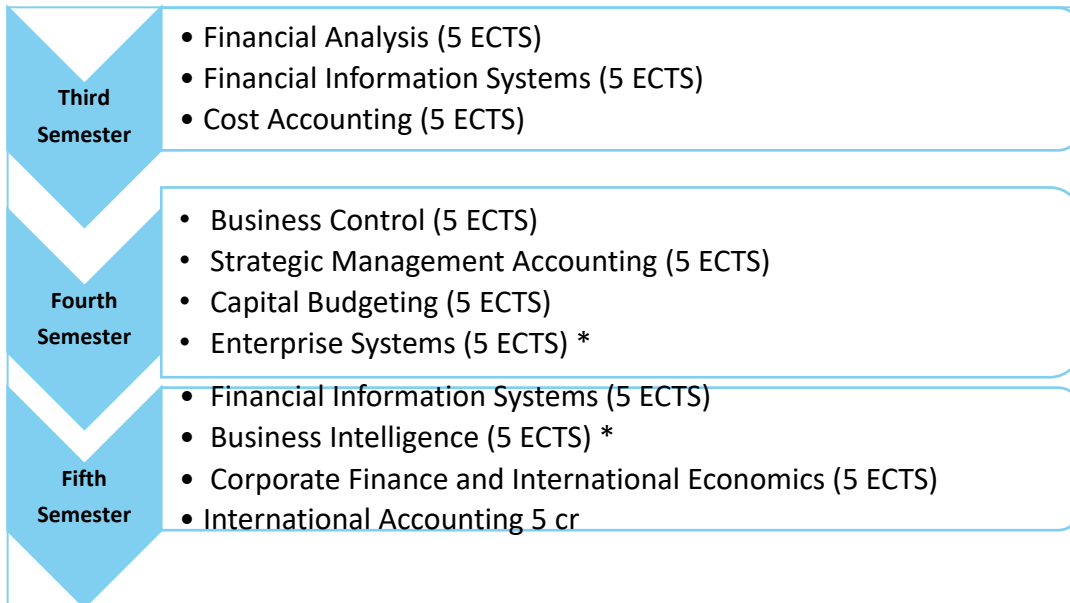 Third
Semester
• Financial Analysis (5 ECTS)
• Financial Information Systems (5 ECTS)
• Cost Accounting (5 ECTS)
Fourth
Semester
• Business Control (5 ECTS)
• Strategic Management Accounting (5 ECTS)
• Capital Budgeting (5 ECTS)
• Enterprise Systems (5 ECTS) *
Fifth
Semester
• Financial Information Systems (5 ECTS)
• Business Intelligence (5 ECTS) *
• Corporate Finance and International Economics (5 ECTS)
• International Accounting 5 cr